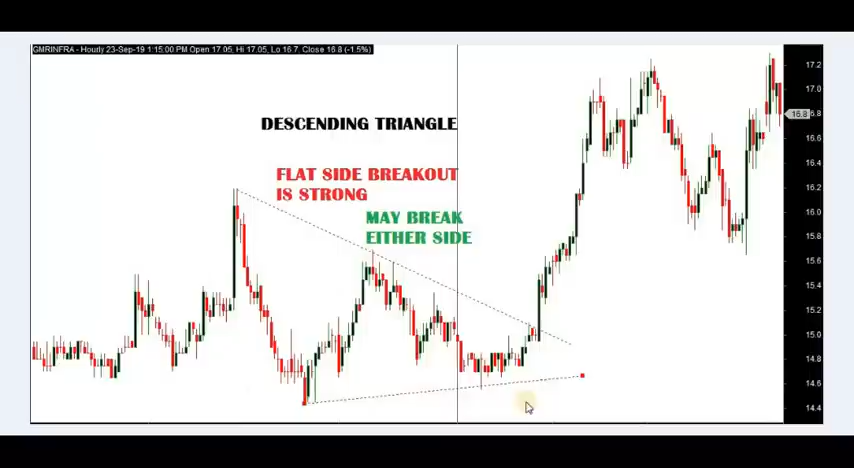 GMRINFRA - Hourly 23-Sep-19 1:15:00 PM Open 17.05, Hi 17.05, Lo 16.7, Close 16.8 (-1.5%)
DESCENDING TRIANGLE
FLAT SIDE BREAKOUT
IS STRONG
MAY BREAK
EITHER SIDE
17.2
17.0
16.8
16.8
16.6
16.4
16.2
16.0
15.8
15.6
15.4
15.2
15.0
14.8
14.6
14.4